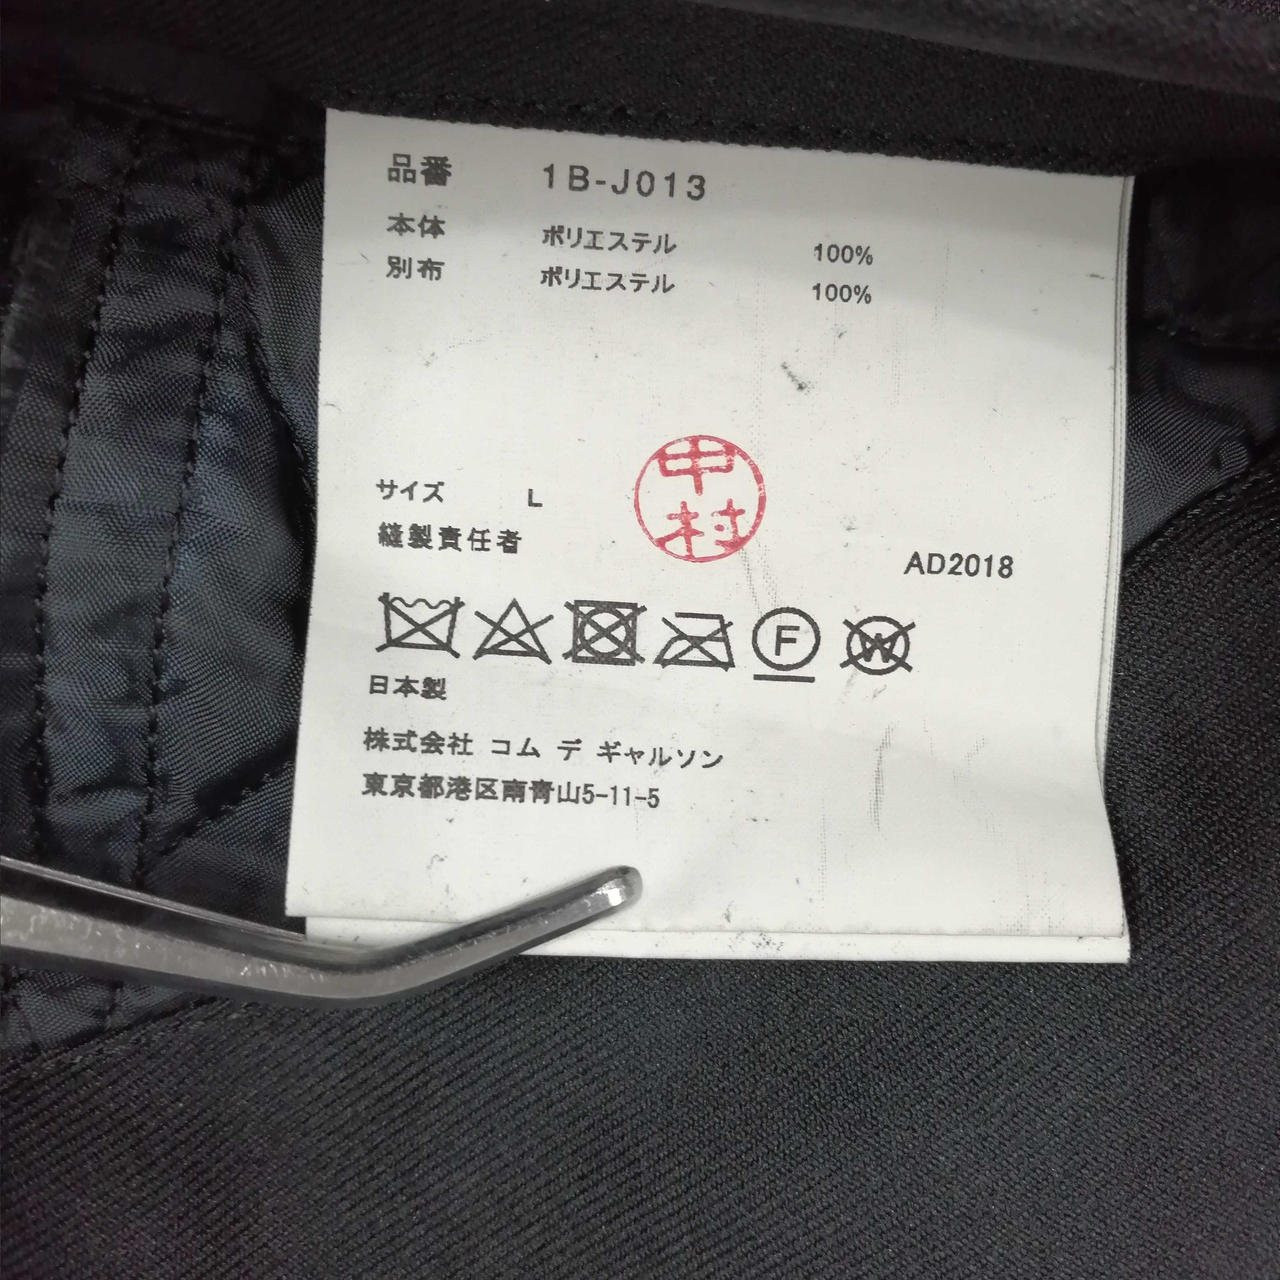 品番 1B-J013
本体 ポリエステル 100%
別布 ポリエステル 100%
中村
サイズ L
縫製責任者
AD2018
F W
日本製
株式会社 コム デ ギャルソン
東京都港区南青山5-11-5